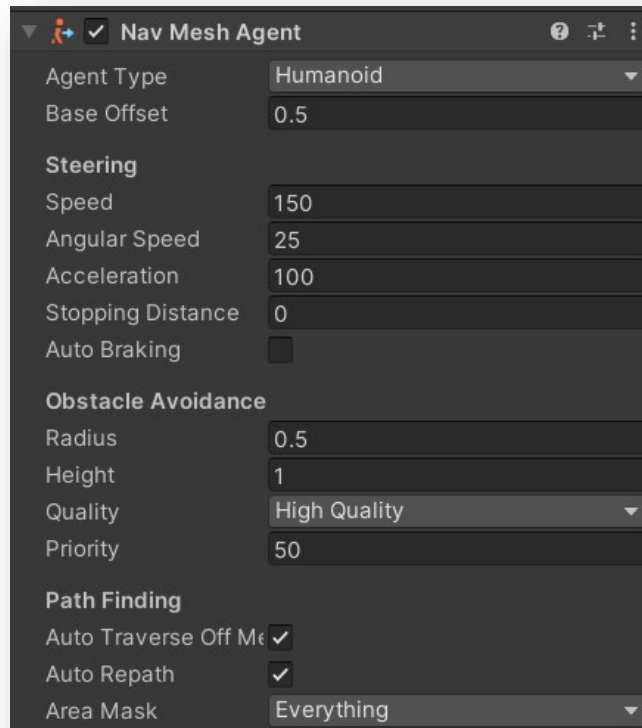 Nav Mesh Agent
Agent Type Humanoid
Base Offset 0.5
Steering
Speed 150
Angular Speed 25
Acceleration 100
Stopping Distance 0
Auto Braking
Obstacle Avoidance
Radius 0.5
Height 1
Quality High Quality
Priority 50
Path Finding
Auto Traverse Off Me
Auto Repath
Area Mask Everything